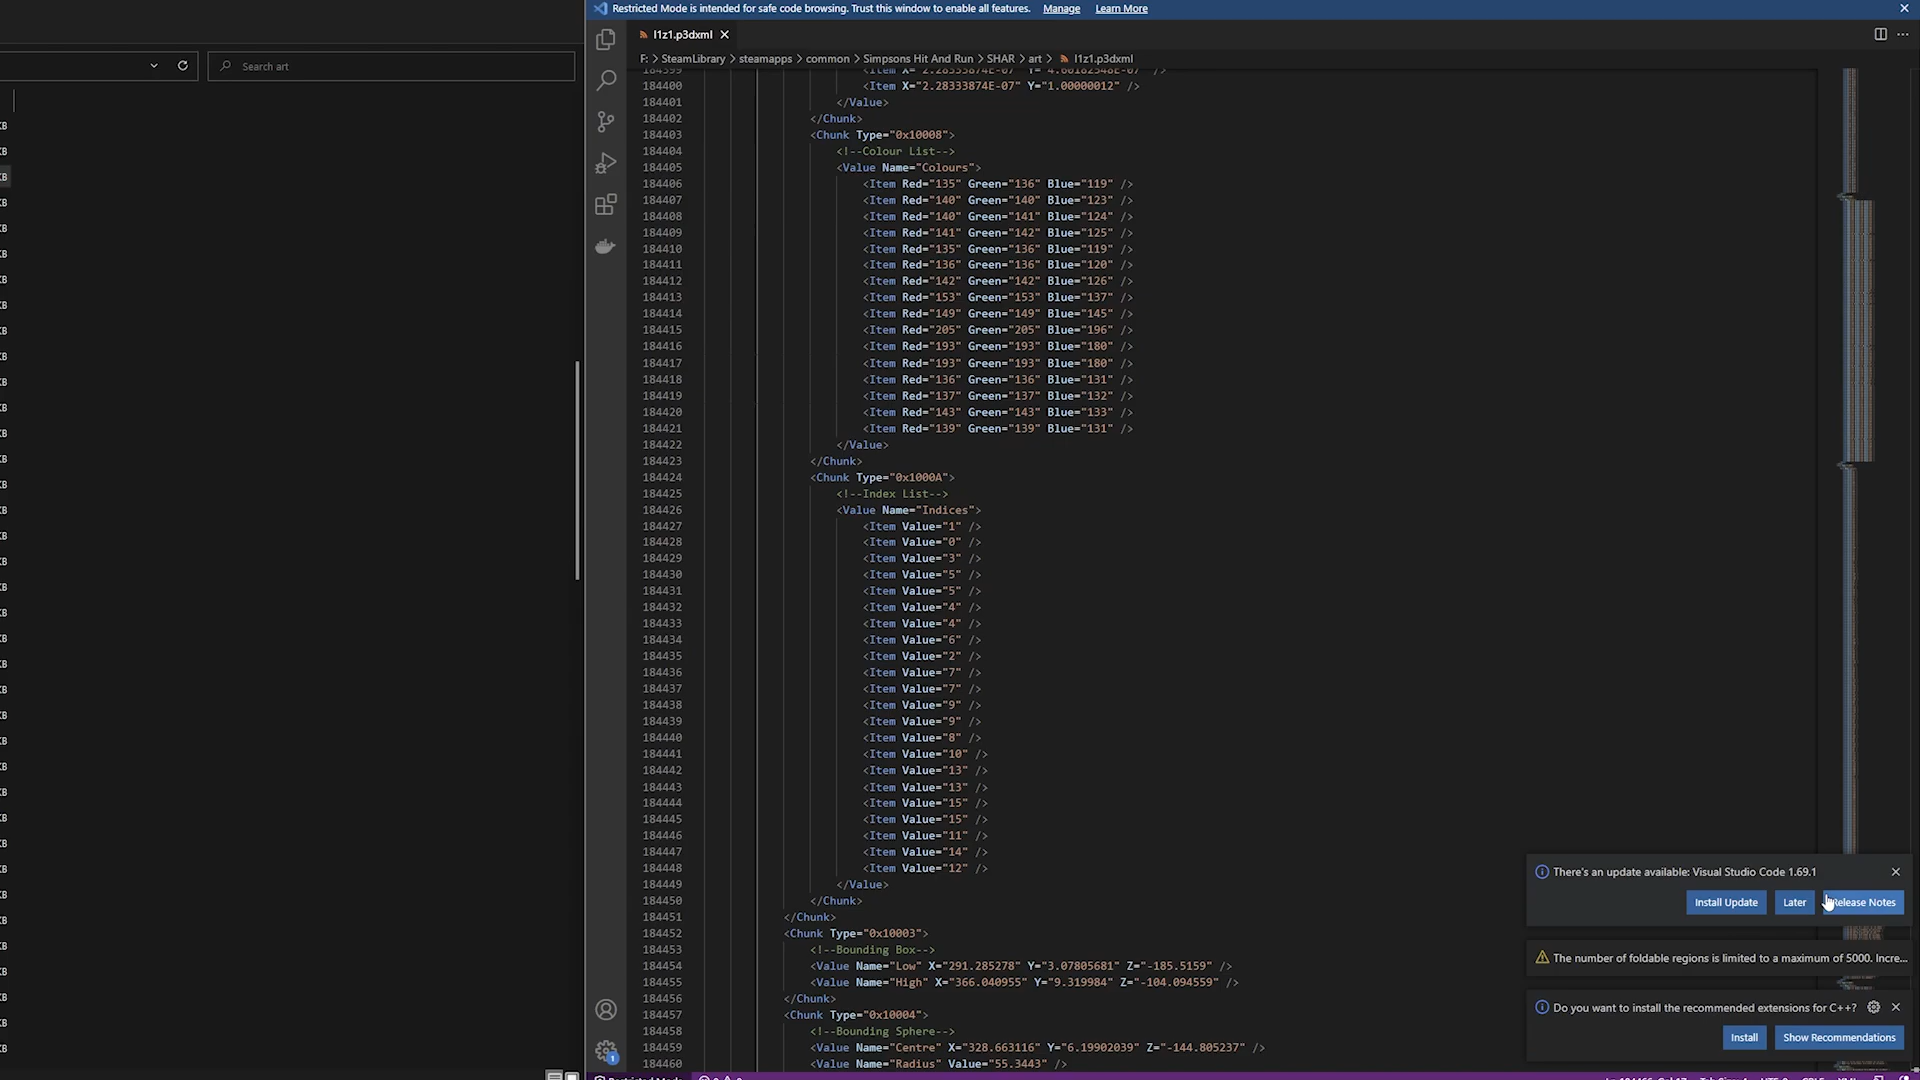 Restricted Mode is intended for safe code browsing. Trust this window to enable all features. Manage Learn More
l1z1.p3dxml
Search art
F: > SteamLibrary > steamapps > common > Simpsons Hit And Run > SHAR > art > l1z1.p3dxml
184399 <Item X="2.28333874E-07" Y="4.60182348E-07" />
184400 <Item X="2.28333874E-07" Y="1.00000012" />
184401 </Value>
184402 </Chunk>
184403 <Chunk Type="0x10008">
184404 <!--Colour List-->
184405 <Value Name="Colours">
184406 <Item Red="135" Green="136" Blue="119" />
184407 <Item Red="140" Green="140" Blue="123" />
184408 <Item Red="140" Green="141" Blue="124" />
184409 <Item Red="141" Green="142" Blue="125" />
184410 <Item Red="135" Green="136" Blue="119" />
184411 <Item Red="136" Green="136" Blue="120" />
184412 <Item Red="142" Green="142" Blue="126" />
184413 <Item Red="153" Green="153" Blue="137" />
184414 <Item Red="149" Green="149" Blue="145" />
184415 <Item Red="205" Green="205" Blue="196" />
184416 <Item Red="193" Green="193" Blue="180" />
184417 <Item Red="193" Green="193" Blue="180" />
184418 <Item Red="136" Green="136" Blue="131" />
184419 <Item Red="137" Green="137" Blue="132" />
184420 <Item Red="143" Green="143" Blue="133" />
184421 <Item Red="139" Green="139" Blue="131" />
184422 </Value>
184423 </Chunk>
184424 <Chunk Type="0x1000A">
184425 <!--Index List-->
184426 <Value Name="Indices">
184427 <Item Value="1" />
184428 <Item Value="0" />
184429 <Item Value="3" />
184430 <Item Value="5" />
184431 <Item Value="5" />
184432 <Item Value="4" />
184433 <Item Value="4" />
184434 <Item Value="6" />
184435 <Item Value="2" />
184436 <Item Value="7" />
184437 <Item Value="7" />
184438 <Item Value="9" />
184439 <Item Value="9" />
184440 <Item Value="8" />
184441 <Item Value="10" />
184442 <Item Value="13" />
184443 <Item Value="13" />
184444 <Item Value="15" />
184445 <Item Value="15" />
184446 <Item Value="11" />
184447 <Item Value="14" />
184448 <Item Value="12" />
184449 </Value>
184450 </Chunk>
184451 </Chunk>
184452 <Chunk Type="0x10003">
184453 <!--Bounding Box-->
184454 <Value Name="Low" X="291.285278" Y="3.07805681" Z="-185.5159" />
184455 <Value Name="High" X="366.040955" Y="9.319984" Z="-104.094559" />
184456 </Chunk>
184457 <Chunk Type="0x10004">
184458 <!--Bounding Sphere-->
184459 <Value Name="Centre" X="328.663116" Y="6.19902039" Z="-144.805237" />
184460 <Value Name="Radius" Value="55.3443" />
There's an update available: Visual Studio Code 1.69.1
Install Update Later Release Notes
The number of foldable regions is limited to a maximum of 5000. Incre...
Do you want to install the recommended extensions for C++?
Install Show Recommendations